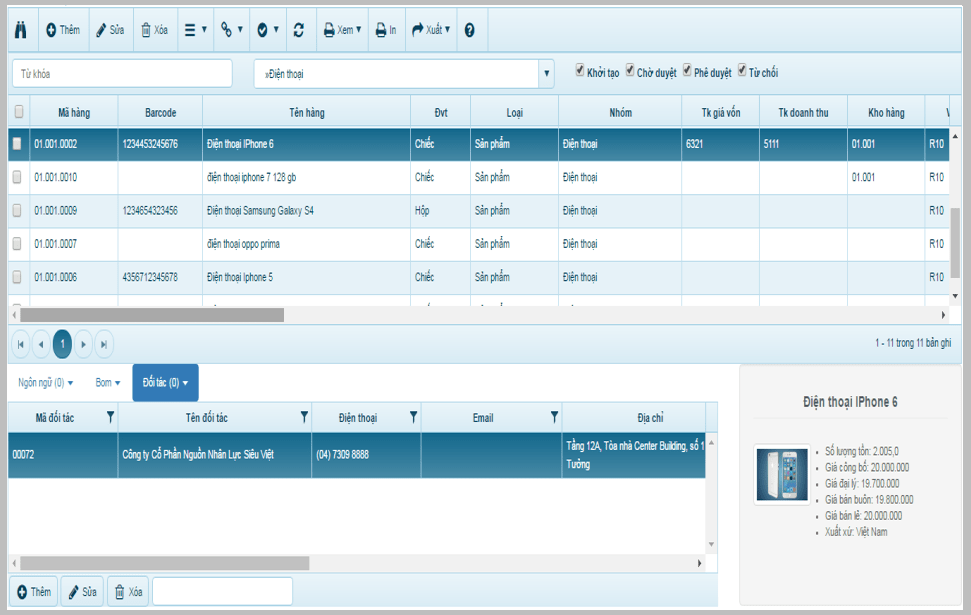 Thêm Sửa Xóa Xem In Xuất
Từ khóa »Điện thoại Khởi tạo Chờ duyệt Phê duyệt Từ chối
Mã hàng Barcode Tên hàng Đvt Loại Nhóm Tk giá vốn Tk doanh thu Kho hàng
01.001.0002 1234453245676 Điện thoại IPhone 6 Chiếc Sản phẩm Điện thoại 6321 5111 01.001 R10
01.001.0010 điện thoại iphone 7 128 gb Chiếc Sản phẩm Điện thoại 01.001 R10
01.001.0009 1234654323456 Điện thoại Samsung Galaxy S4 Hộp Sản phẩm Điện thoại R10
01.001.0007 điện thoại oppo prima Chiếc Sản phẩm Điện thoại R10
01.001.0006 4356712345678 Điện thoại Iphone 5 Chiếc Sản phẩm Điện thoại R10
1 1 - 11 trong 11 bản ghi
Ngôn ngữ (0) Bom Đối tác (0)
Mã đối tác Tên đối tác Điện thoại Email Địa chỉ
00072 Công ty Cổ Phần Nguồn Nhân Lực Siêu Việt (04) 7309 8888 Tầng 12A, Tòa nhà Center Building, số 1
Tưởng
Thêm Sửa Xóa
Điện thoại IPhone 6
Số lượng tồn: 2.005,0
Giá công bố: 20.000.000
Giá đại lý: 19.700.000
Giá bán buôn: 19.800.000
Giá bán lẻ: 20.000.000
Xuất xứ: Việt Nam